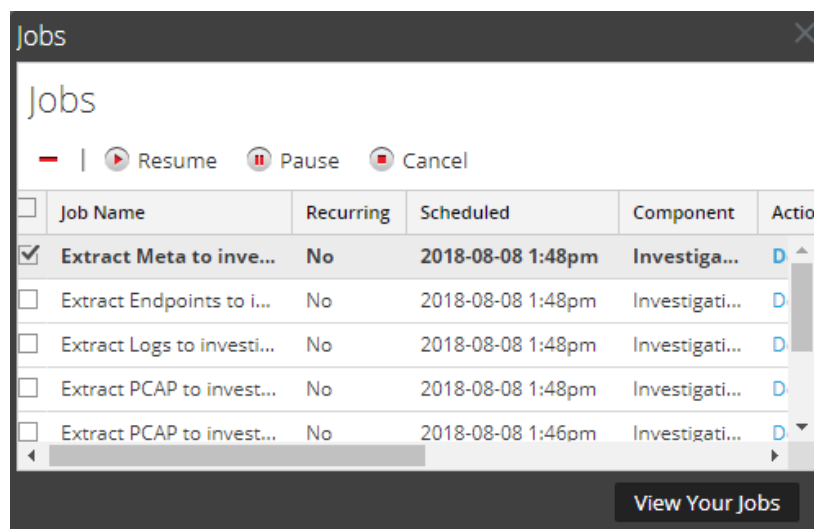 Jobs
Jobs
Resume Pause Cancel
Job Name Recurring Scheduled Component Actio
Extract Meta to inve... No 2018-08-08 1:48pm Investiga... D
Extract Endpoints to i... No 2018-08-08 1:48pm Investigati... D
Extract Logs to investi... No 2018-08-08 1:48pm Investigati... D
Extract PCAP to invest... No 2018-08-08 1:48pm Investigati... D
Extract PCAP to invest... No 2018-08-08 1:46pm Investigati... D
View Your Jobs